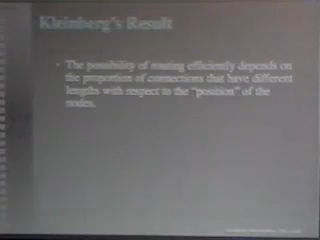 Kleinberg's Result
• The possibility of routing efficiently depends on
the proportion of connections that have different
lengths with respect to the "position" of the
nodes.